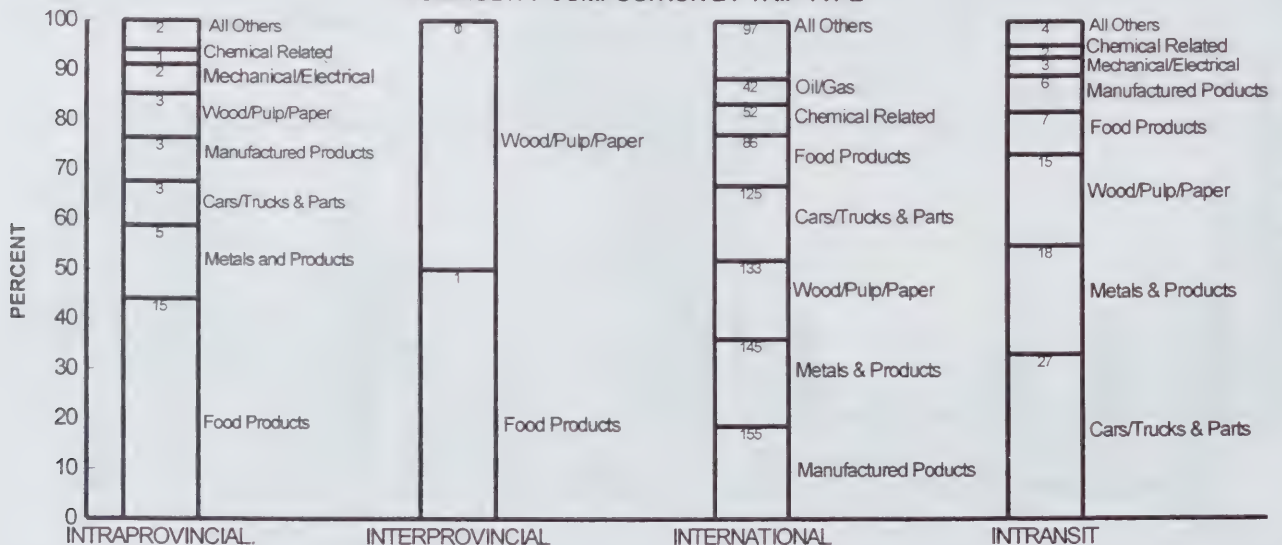 100
90
80
70
60
50
40
30
20
10
0
PERCENT
2 All Others
1 Chemical Related
2 Mechanical/Electrical
3 Wood/Pulp/Paper
3 Manufactured Products
3 Cars/Trucks & Parts
5 Metals and Products
15 Food Products
INTRAPROVINCIAL.
Wood/Pulp/Paper
1 Food Products
INTERPROVINCIAL
97 All Others
42 Oil/Gas
52 Chemical Related
86 Food Products
125 Cars/Trucks & Parts
133 Wood/Pulp/Paper
145 Metals & Products
155 Manufactured Poducts
INTERNATIONAL
4 All Others
2 Chemical Related
3 Mechanical/Electrical
6 Manufactured Poducts
7 Food Products
15 Wood/Pulp/Paper
18 Metals & Products
27 Cars/Trucks & Parts
INTRANSIT